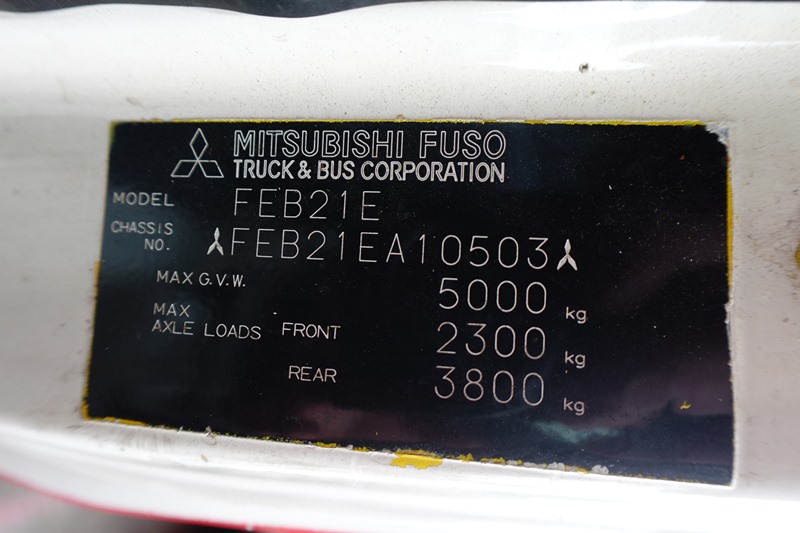 MITSUBISHI FUSO
TRUCK & BUS CORPORATION
MODEL FEB21E
CHASSIS NO. FEB21EA10503
MAX G.V.W. 5000 kg
MAX AXLE LOADS FRONT 2300 kg
REAR 3800 kg